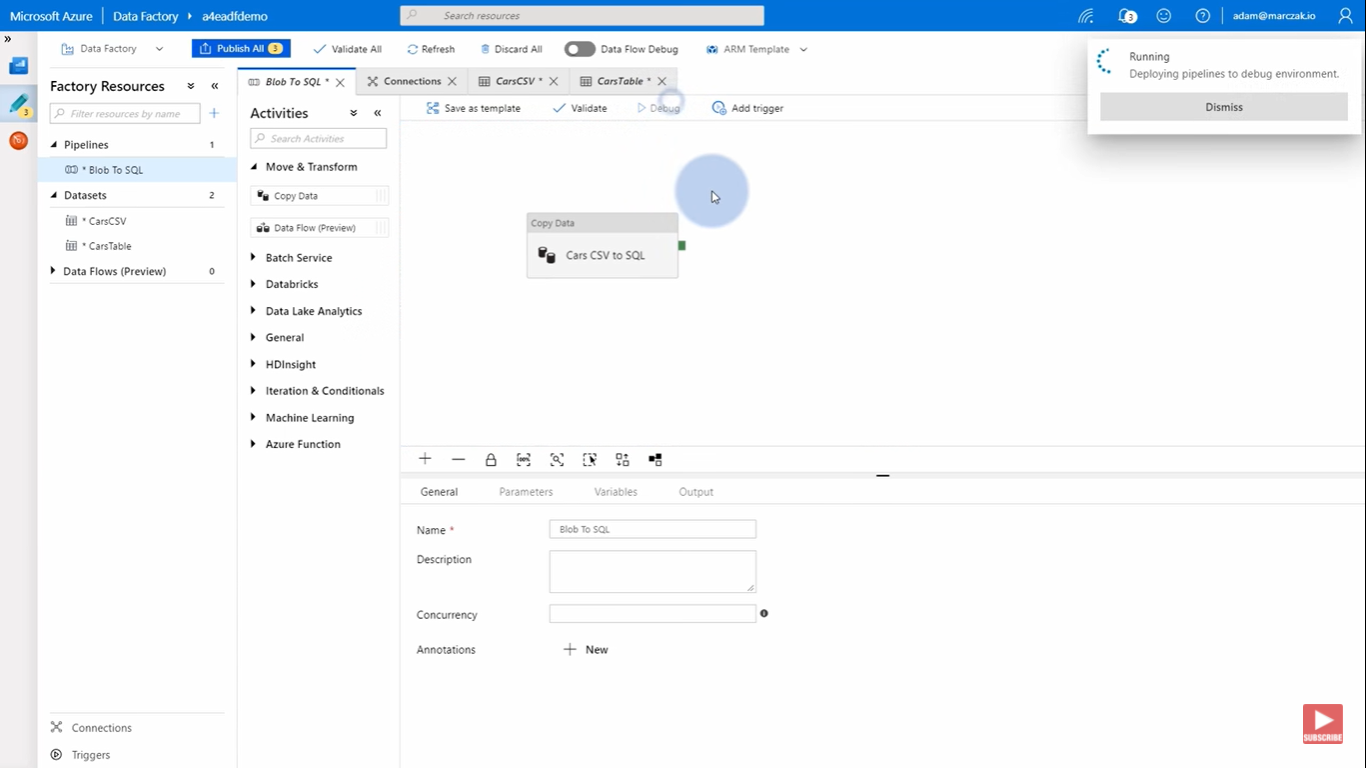 Microsoft Azure
Data Factory
a4eadfdemo
Search resources
3
adam@marczak.io
»
Data Factory
Publish All 3
Validate All
Refresh
Discard All
Data Flow Debug
ARM Template
Running
Deploying pipelines to debug environment.
Dismiss
3
Factory Resources
«
Filter resources by name
Pipelines 1
* Blob To SQL
Datasets 2
* CarsCSV
* CarsTable
Data Flows (Preview) 0
Connections
Triggers
Blob To SQL *
Connections
CarsCSV *
CarsTable *
Activities
«
Search Activities
Move & Transform
Copy Data
Data Flow (Preview)
Batch Service
Databricks
Data Lake Analytics
General
HDInsight
Iteration & Conditionals
Machine Learning
Azure Function
Save as template
Validate
Debug
Add trigger
Copy Data
Cars CSV to SQL
100%
General
Parameters
Variables
Output
Name *
Blob To SQL
Description
Concurrency
Annotations
New
SUBSCRIBE